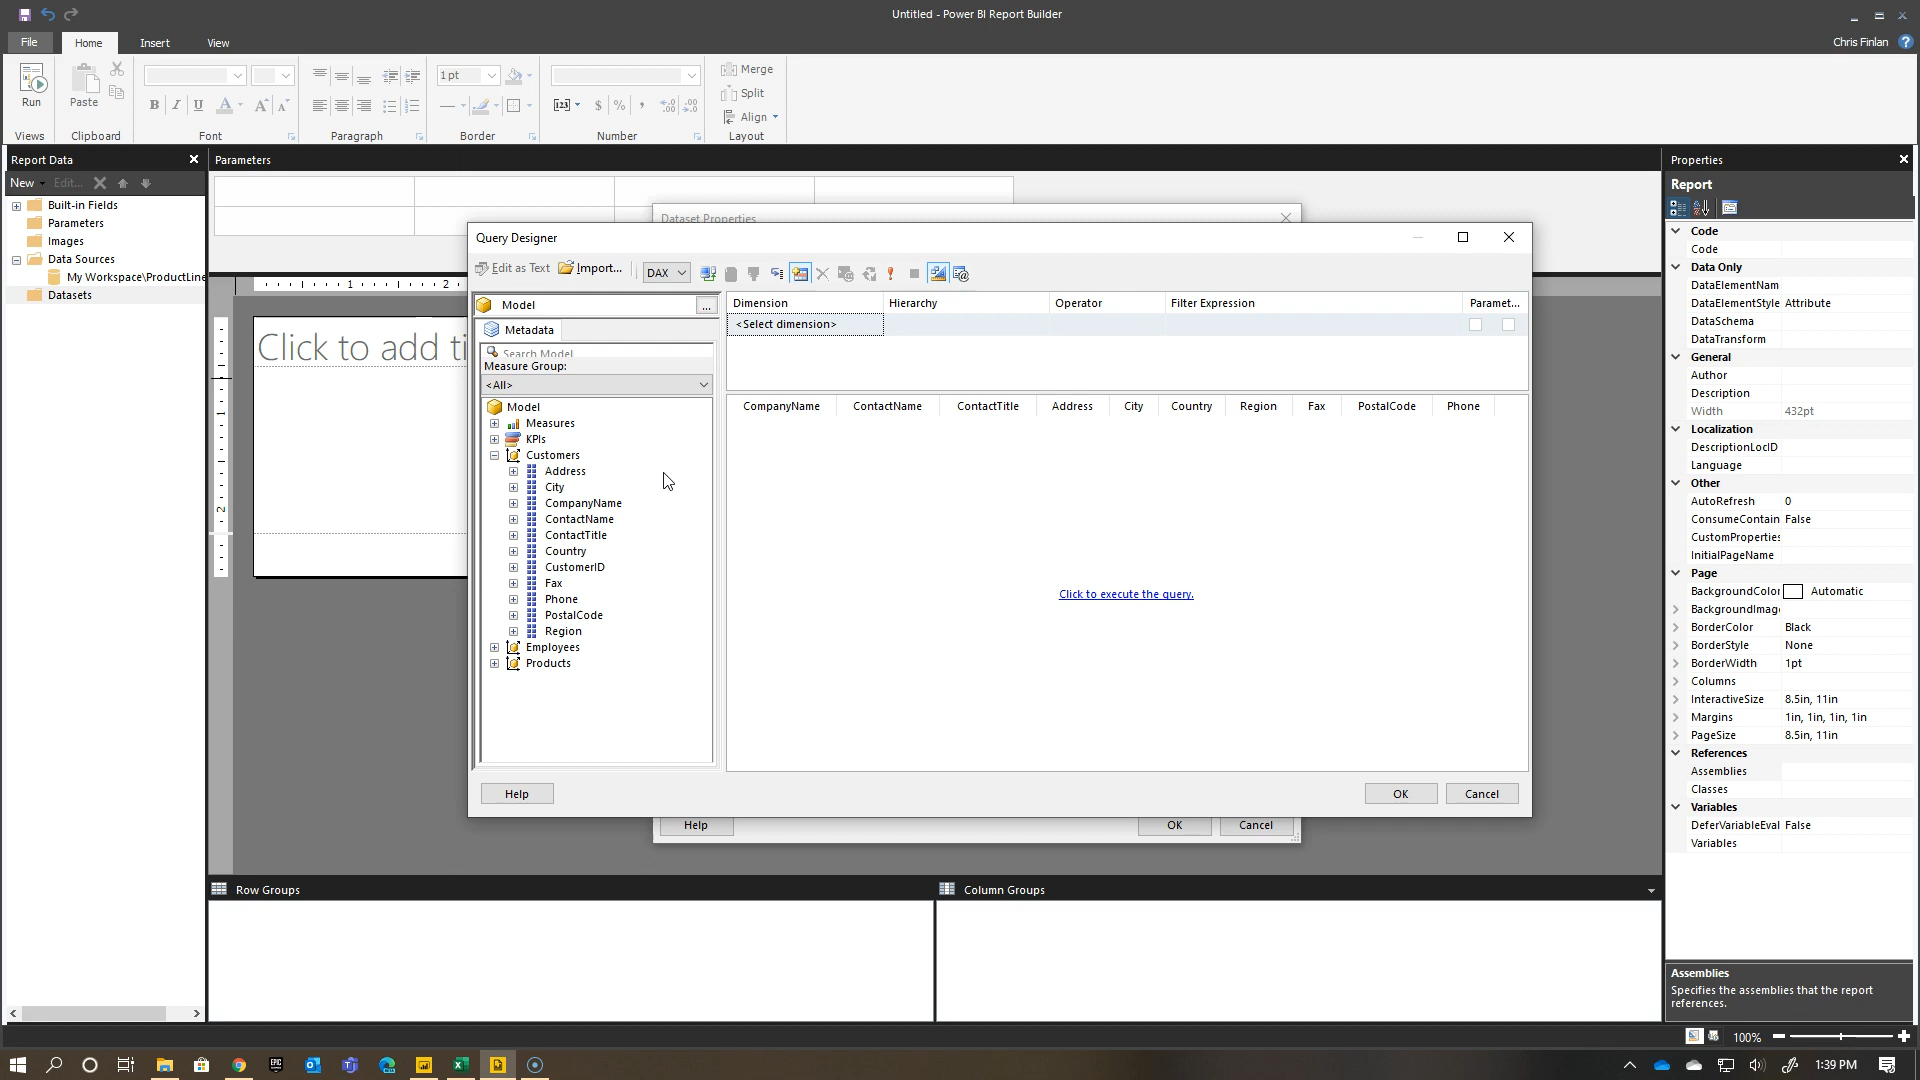 Untitled - Power BI Report Builder
File Home Insert View
Chris Finlan
Run
Paste
1 pt
Merge
Split
Align
Views Clipboard Font Paragraph Border Number Layout
Report Data
Parameters
Properties
New Edit...
Report
Built-in Fields
Parameters
Images
Data Sources
My Workspace\ProductLine
Datasets
Dataset Properties
Click to add ti
Query Designer
Edit as Text Import... DAX
Model ...
Metadata
Search Model
Measure Group:
<All>
Model
Measures
KPIs
Customers
Address
City
CompanyName
ContactName
ContactTitle
Country
CustomerID
Fax
Phone
PostalCode
Region
Employees
Products
Dimension Hierarchy Operator Filter Expression Paramet...
<Select dimension>
CompanyName ContactName ContactTitle Address City Country Region Fax PostalCode Phone
Click to execute the query.
Help OK Cancel
Help OK Cancel
Code
Code
Data Only
DataElementNam
DataElementStyle Attribute
DataSchema
DataTransform
General
Author
Description
Width 432pt
Localization
DescriptionLocID
Language
Other
AutoRefresh 0
ConsumeContain False
CustomProperties
InitialPageName
Page
BackgroundColor Automatic
BackgroundImage
BorderColor Black
BorderStyle None
BorderWidth 1pt
Columns
InteractiveSize 8.5in, 11in
Margins 1in, 1in, 1in, 1in
PageSize 8.5in, 11in
References
Assemblies
Classes
Variables
DeferVariableEval False
Variables
Row Groups
Column Groups
Assemblies
Specifies the assemblies that the report
references.
100%
1:39 PM